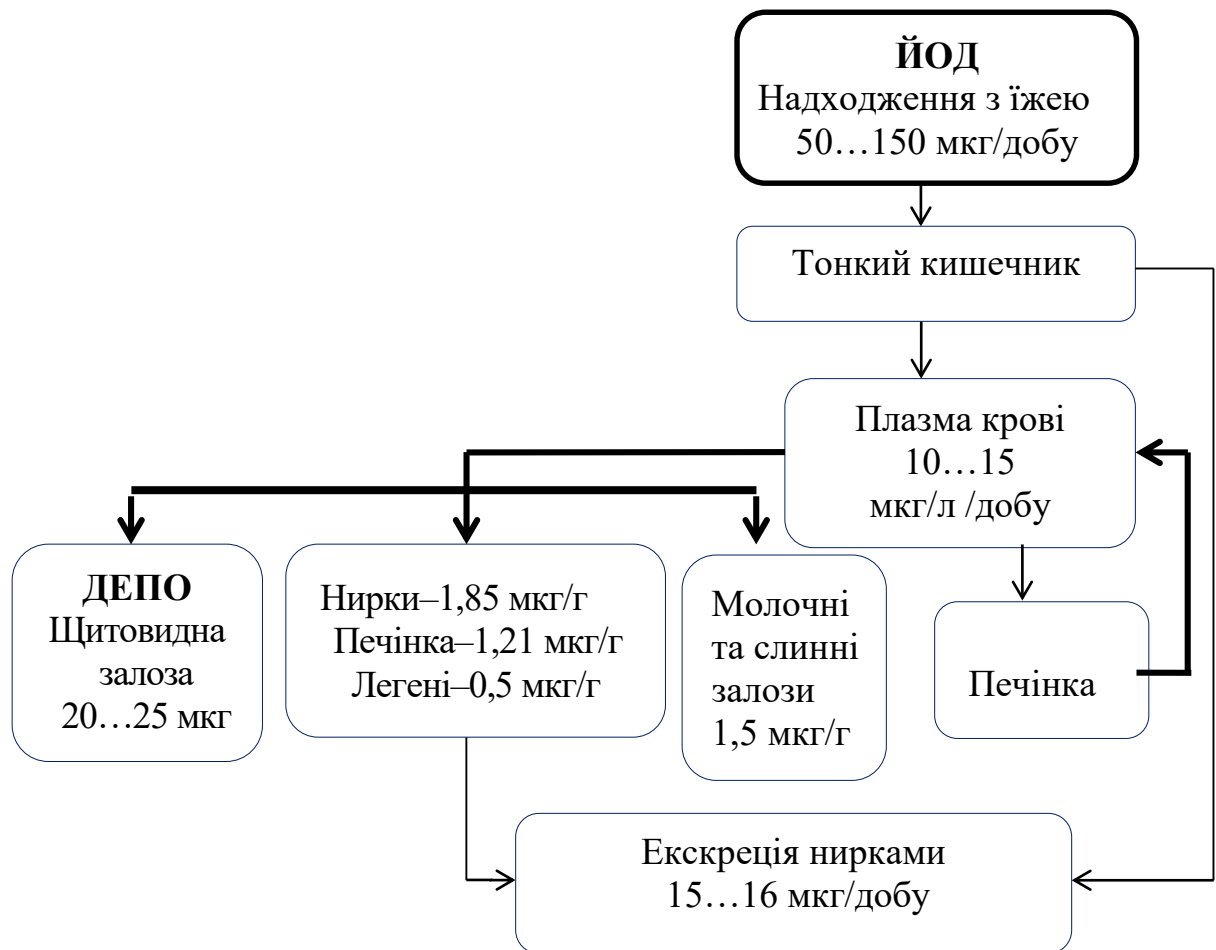 ЙОД
Надходження з їжею
50…150 мкг/добу
Тонкий кишечник
Плазма крові
10…15
мкг/л /добу
ДЕПО
Щитовидна
залоза
20…25 мкг
Нирки–1,85 мкг/г
Печінка–1,21 мкг/г
Легені–0,5 мкг/г
Молочні
та слинні
залози
1,5 мкг/г
Печінка
Екскреція нирками
15…16 мкг/добу